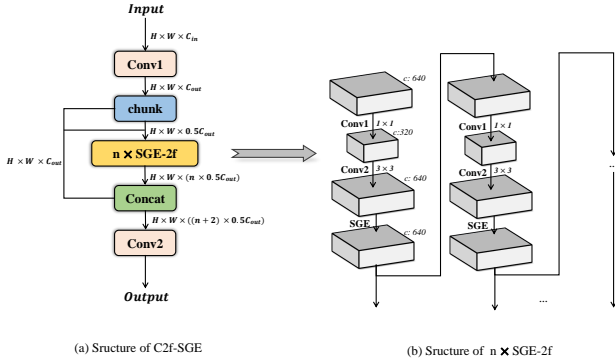 Input
H × W × C_in
Conv1
H × W × C_out
chunk
H × W × 0.5C_out
n × SGE-2f
H × W × C_out
H × W × (n × 0.5C_out)
Concat
H × W × ((n + 2) × 0.5C_out)
Conv2
Output
(a) Sructure of C2f-SGE
c: 640
Conv1 1 × 1
c:320
Conv2 3 × 3
c: 640
SGE
c: 640
Conv1 1 × 1
Conv2 3 × 3
SGE
...
...
(b) Sructure of n × SGE-2f